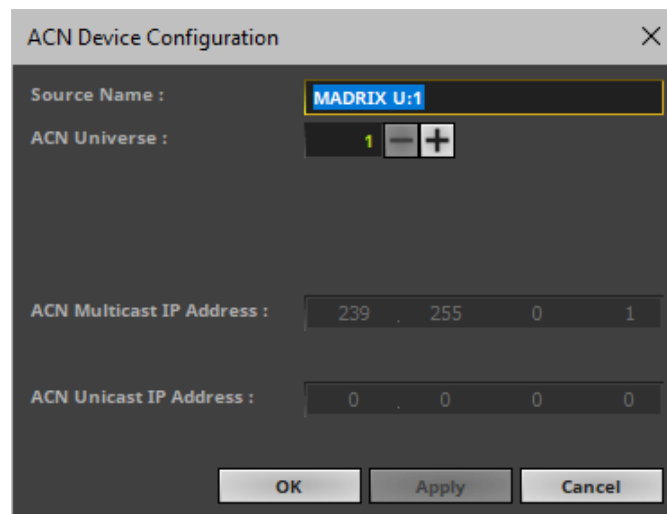 ACN Device Configuration
Source Name : MADRIX U:1
ACN Universe : 1
ACN Multicast IP Address : 239 . 255 0 1
ACN Unicast IP Address : 0 . 0 0 0
OK Apply Cancel